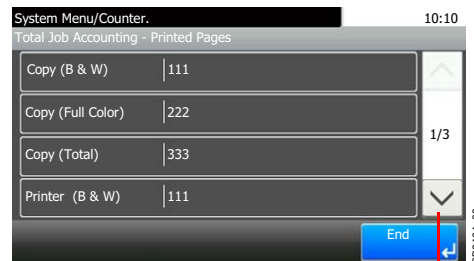 System Menu/Counter.
10:10
Total Job Accounting - Printed Pages
Copy (B & W) 111
Copy (Full Color) 222
Copy (Total) 333
1/3
Printer (B & W) 111
End